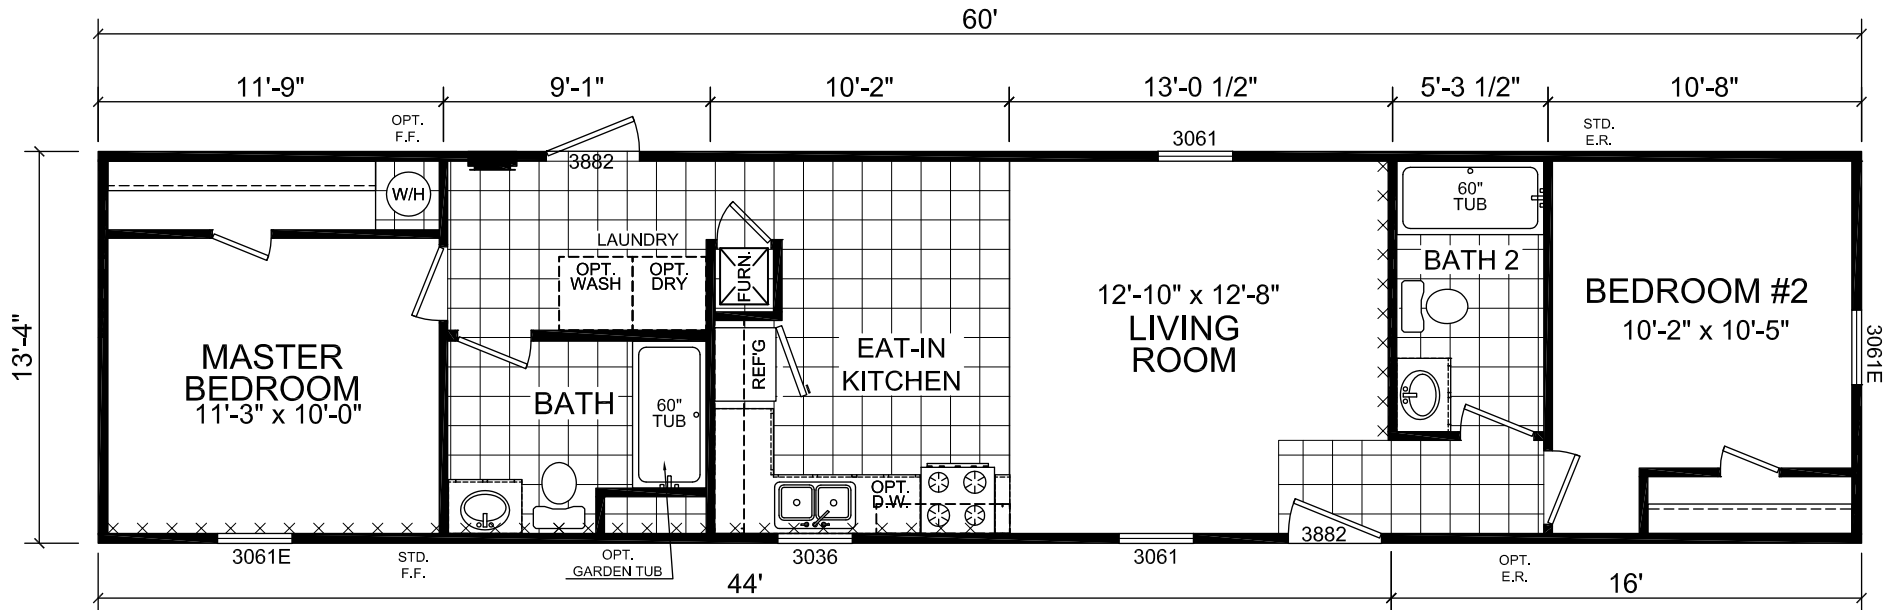 60'
11'-9" 9'-1" 10'-2" 13'-0 1/2" 5'-3 1/2" 10'-8"
OPT.
F.F.
3061
STD.
E.R.
3882
W/H
60"
TUB
LAUNDRY
OPT.
WASH
OPT.
DRY
FURN.
BATH 2
12'-10" x 12'-8"
LIVING
ROOM
BEDROOM #2
10'-2" x 10'-5"
13'-4"
3061E
MASTER
BEDROOM
11'-3" x 10'-0"
REF'G
EAT-IN
KITCHEN
BATH
60"
TUB
OPT.
D.W.
3882
3061E
STD.
F.F.
OPT.
GARDEN TUB
3036
3061
OPT.
E.R.
44'
16'